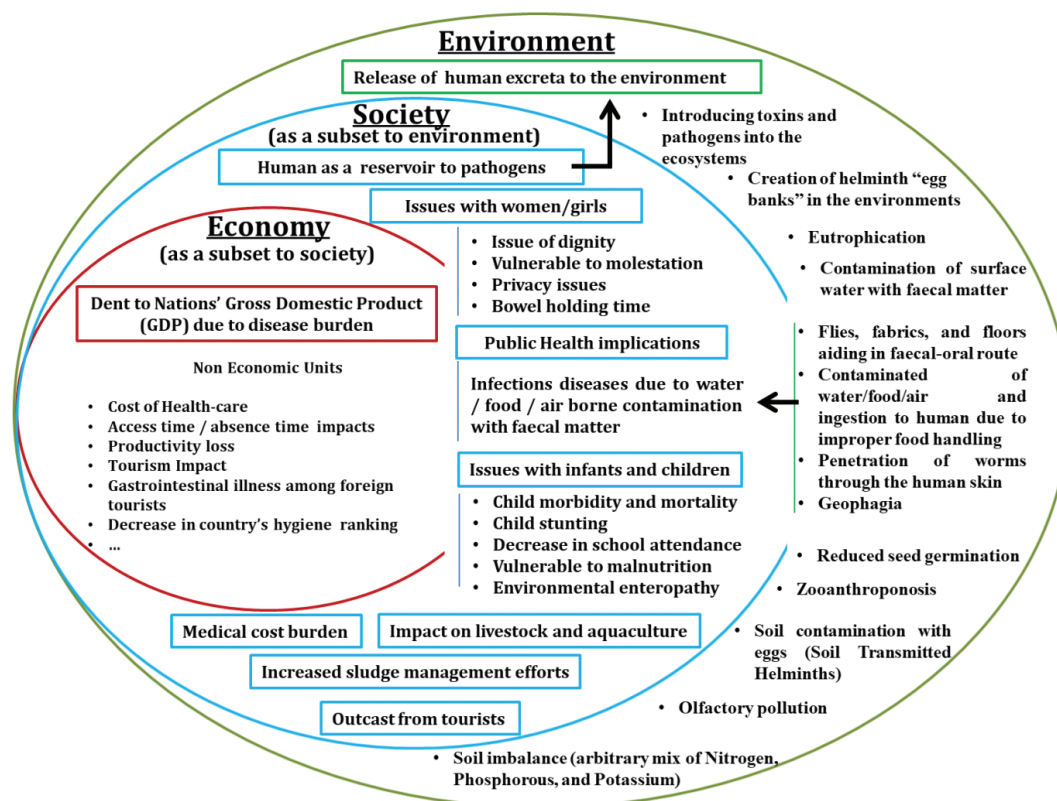 Environment
Release of human excreta to the environment
Society
(as a subset to environment)
Human as a reservoir to pathogens
• Introducing toxins and
pathogens into the
ecosystems
• Creation of helminth “egg
banks” in the environments
Issues with women/girls
• Issue of dignity
• Vulnerable to molestation
• Privacy issues
• Bowel holding time
Economy
(as a subset to society)
Dent to Nations’ Gross Domestic Product
(GDP) due to disease burden
Non Economic Units
• Cost of Health-care
• Access time / absence time impacts
• Productivity loss
• Tourism Impact
• Gastrointestinal illness among foreign
tourists
• Decrease in country’s hygiene ranking
• ...
Public Health implications
Infections diseases due to water
/ food / air borne contamination
with faecal matter
Issues with infants and children
• Child morbidity and mortality
• Child stunting
• Decrease in school attendance
• Vulnerable to malnutrition
• Environmental enteropathy
• Eutrophication
• Contamination of surface
water with faecal matter
• Flies, fabrics, and floors
aiding in faecal-oral route
• Contaminated of
water/food/air and
ingestion to human due to
improper food handling
• Penetration of worms
through the human skin
• Geophagia
• Reduced seed germination
• Zooanthroponosis
• Soil contamination with
eggs (Soil Transmitted
Helminths)
• Olfactory pollution
Medical cost burden
Impact on livestock and aquaculture
Increased sludge management efforts
Outcast from tourists
• Soil imbalance (arbitrary mix of Nitrogen,
Phosphorous, and Potassium)